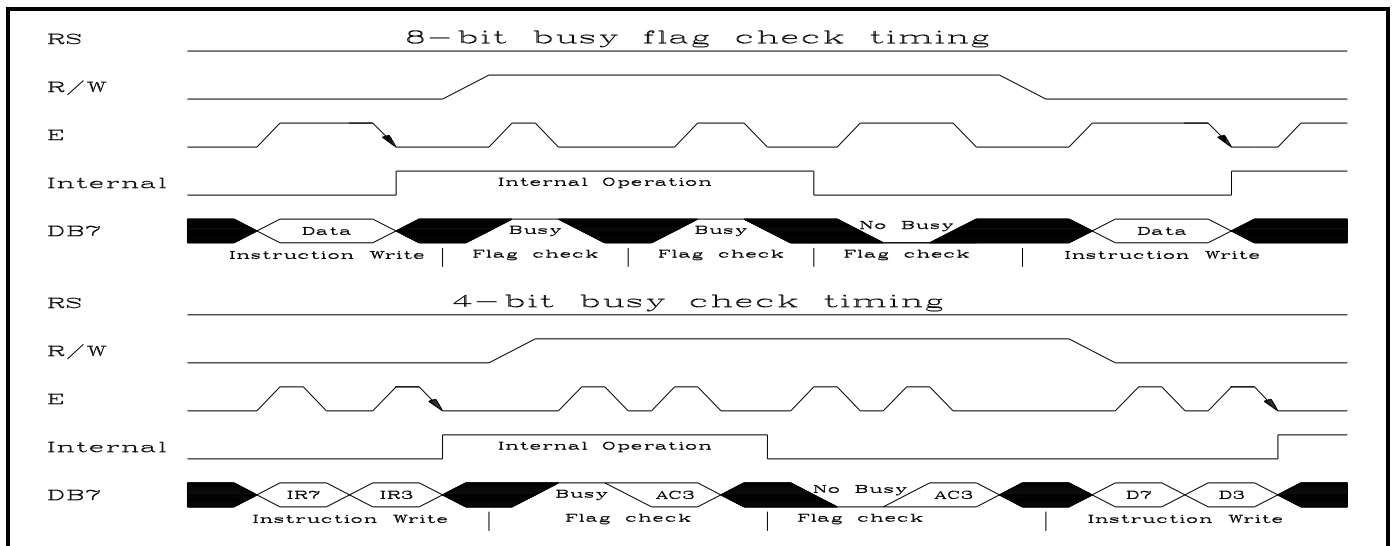 8-bit busy flag check timing
RS
R/W
E
Internal Internal Operation
DB7 Data Busy Busy No Busy Data
Instruction Write Flag check Flag check Flag check Instruction Write
4-bit busy check timing
RS
R/W
E
Internal Internal Operation
DB7 IR7 IR3 Busy AC3 No Busy AC3 D7 D3
Instruction Write Flag check Flag check Instruction Write